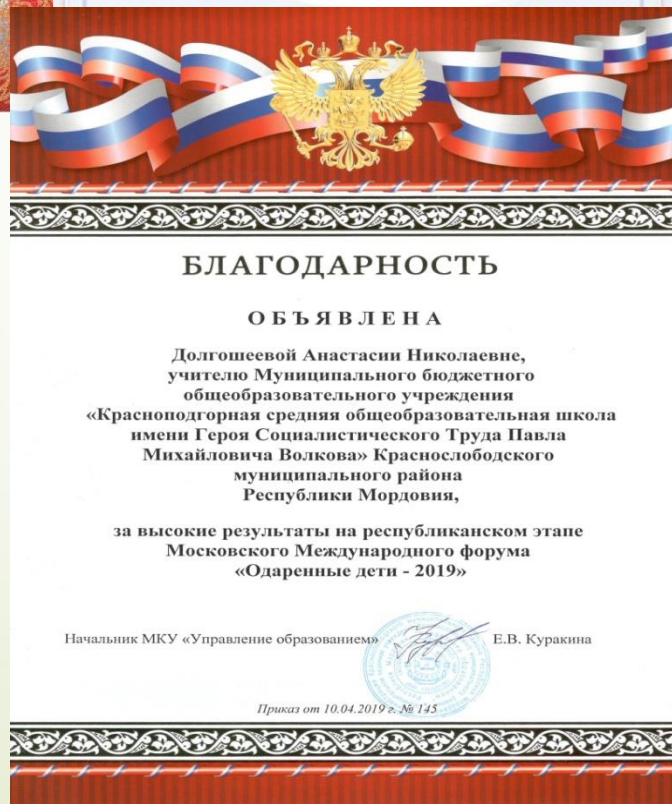 БЛАГОДАРНОСТЬ
ОБЪЯВЛЕНА
Долгошеевой Анастасии Николаевне,
учителю Муниципального бюджетного
общеобразовательного учреждения
«Красноподгорная средняя общеобразовательная школа
имени Героя Социалистического Труда Павла
Михайловича Волкова» Краснослободского
муниципального района
Республики Мордовия,
за высокие результаты на республиканском этапе
Московского Международного форума
«Одаренные дети - 2019»
Начальник МКУ «Управление образованием» Е.В. Куракина
Приказ от 10.04.2019 г. № 145